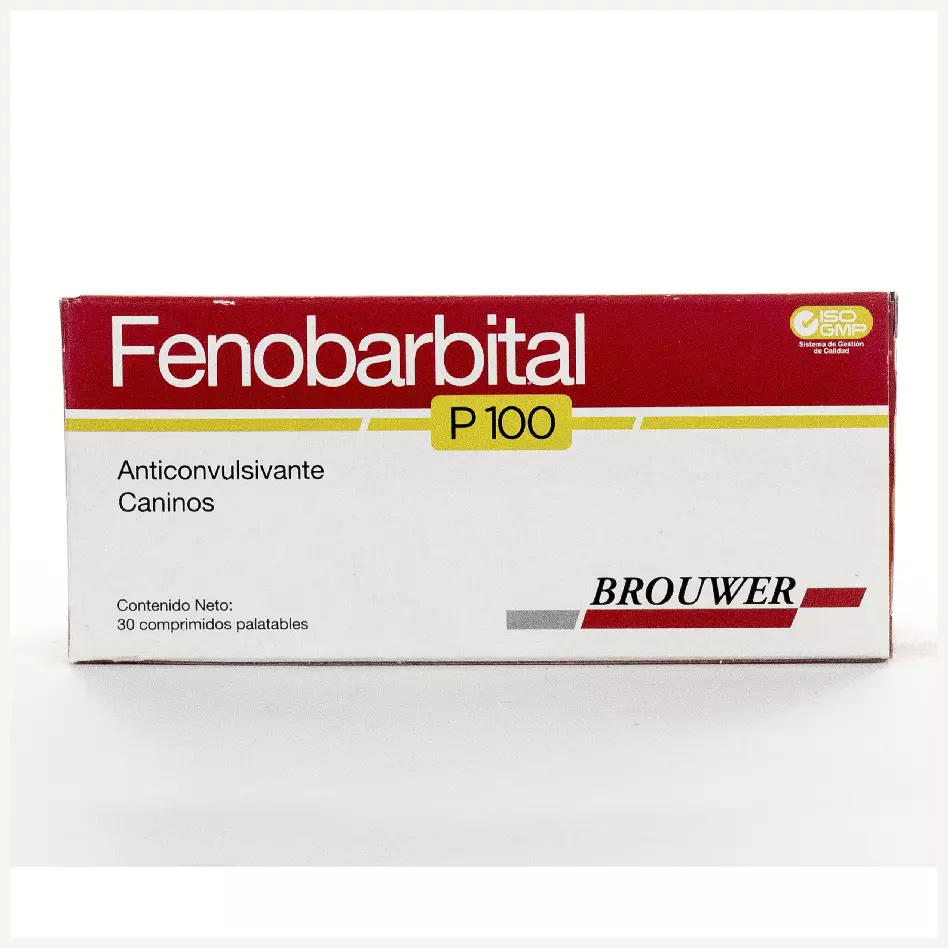 Fenobarbital
ISO
GMP
Sistema de Gestión
de Calidad
P 100
Anticonvulsivante
Caninos
Contenido Neto:
30 comprimidos palatables
BROUWER